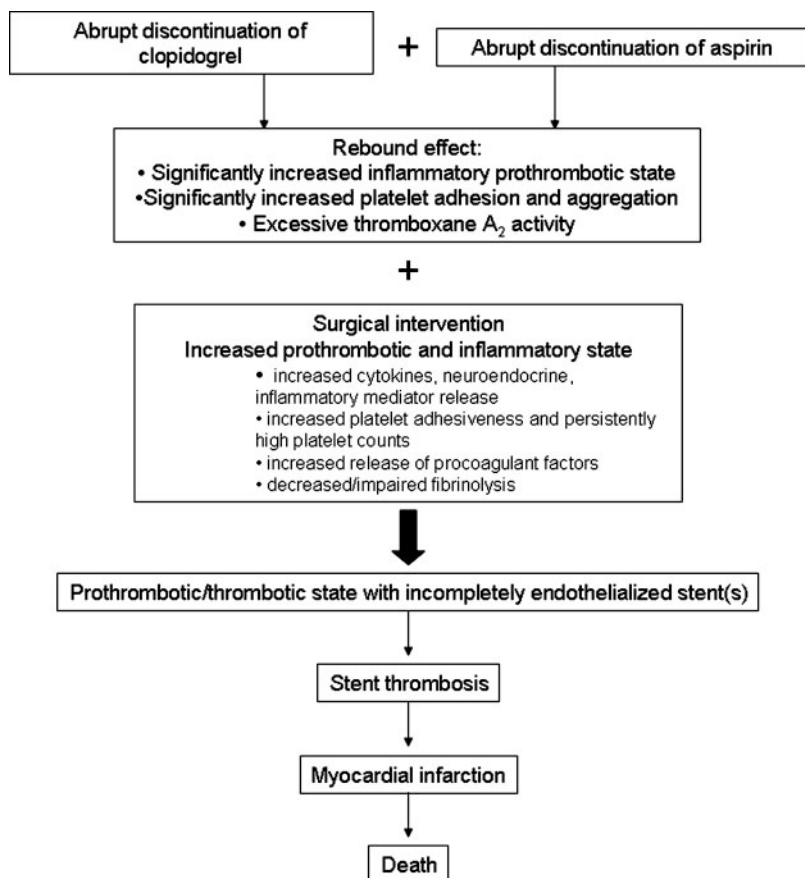 Abrupt discontinuation of
clopidogrel
+
Abrupt discontinuation of aspirin
Rebound effect:
• Significantly increased inflammatory prothrombotic state
•Significantly increased platelet adhesion and aggregation
• Excessive thromboxane A₂ activity
+
Surgical intervention
Increased prothrombotic and inflammatory state
• increased cytokines, neuroendocrine,
inflammatory mediator release
• increased platelet adhesiveness and persistently
high platelet counts
• increased release of procoagulant factors
• decreased/impaired fibrinolysis
Prothrombotic/thrombotic state with incompletely endothelialized stent(s)
Stent thrombosis
Myocardial infarction
Death